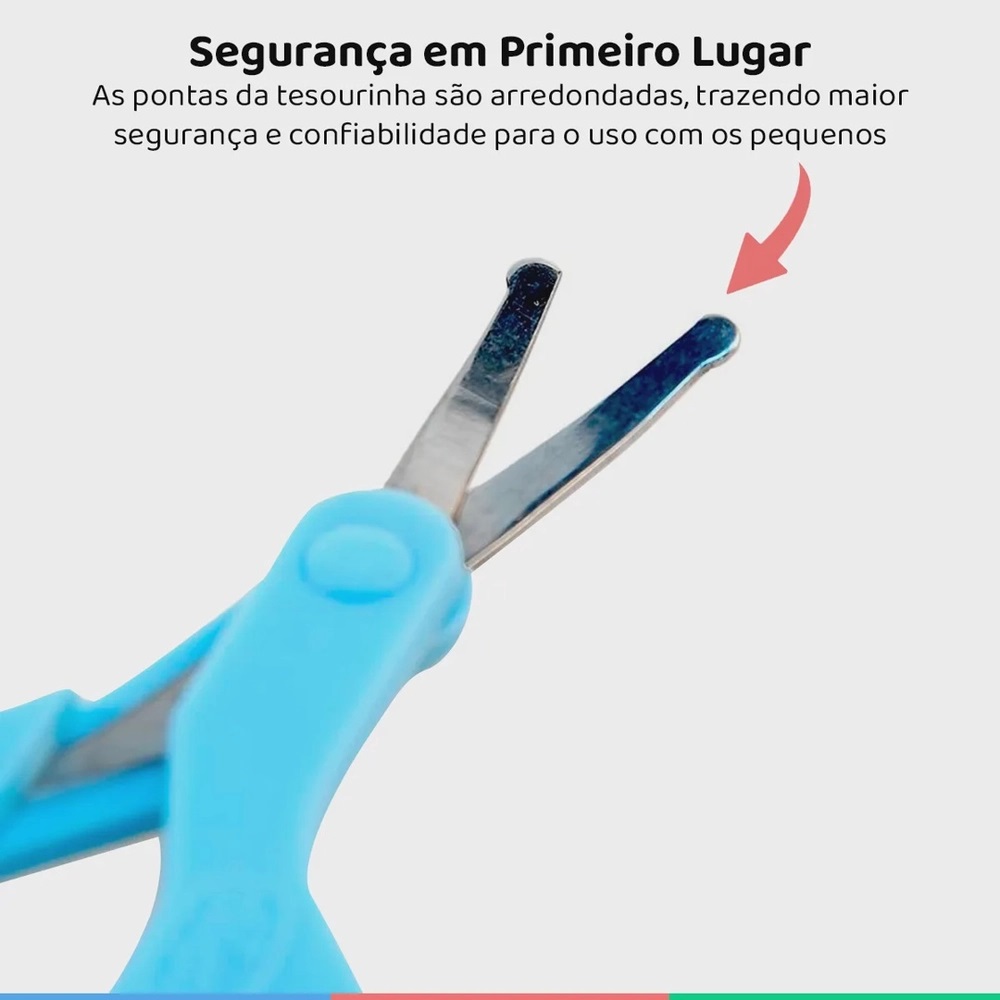 Segurança em Primeiro Lugar
As pontas da tesourinha são arredondadas, trazendo maior
segurança e confiabilidade para o uso com os pequenos